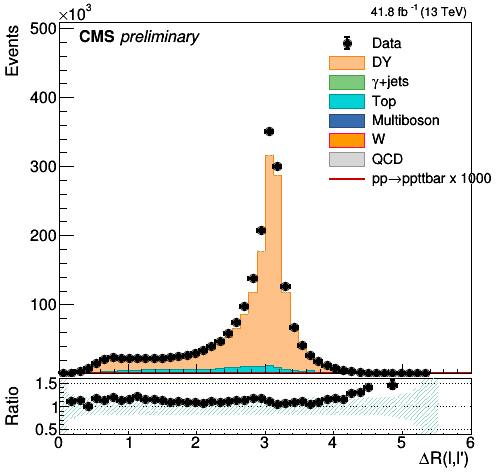 ×10³
41.8 fb⁻¹ (13 TeV)
Events
500
400
300
200
100
CMS preliminary
Data
DY
γ+jets
Top
Multiboson
W
QCD
pp→ppttbar x 1000
Ratio
1.5
1
0.5
0 1 2 3 4 5 6
ΔR(l,l')